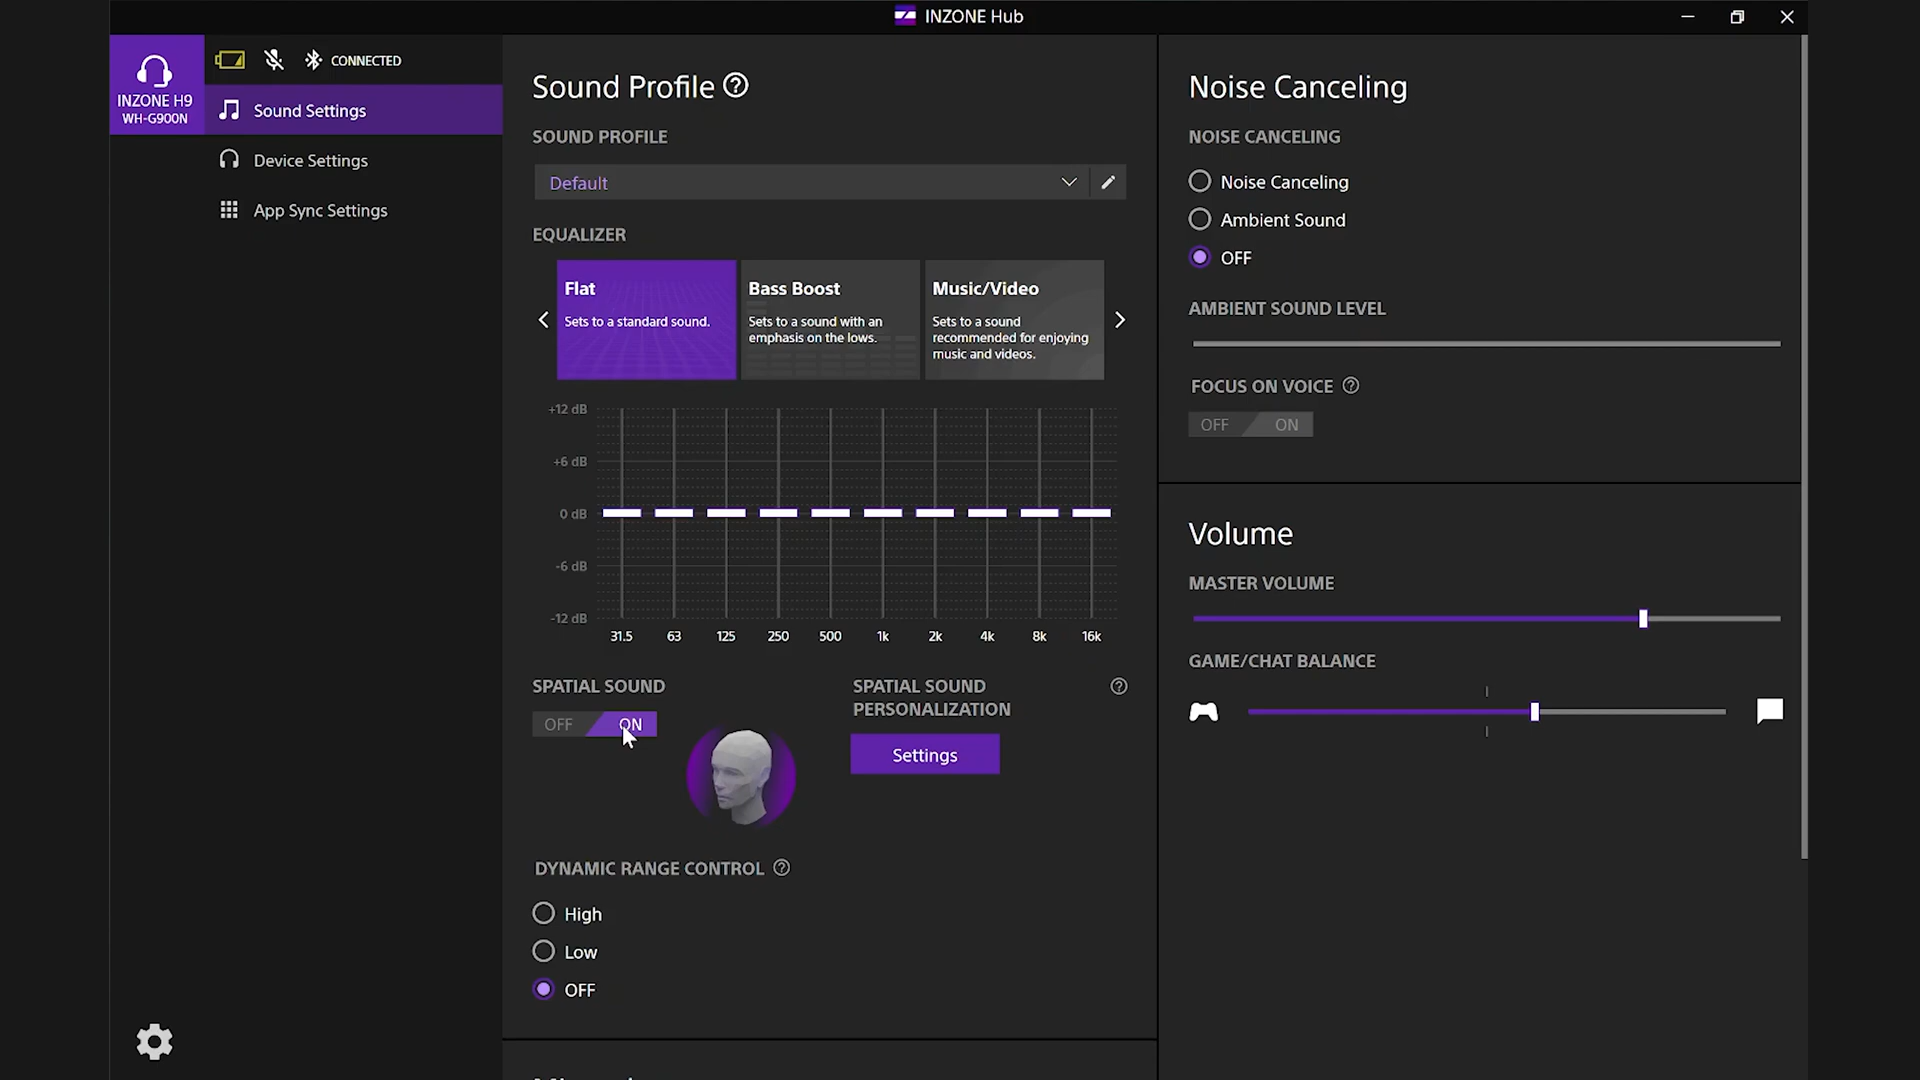 INZONE Hub
INZONE H9
WH-G900N
CONNECTED
Sound Settings
Device Settings
App Sync Settings
Sound Profile
SOUND PROFILE
Default
EQUALIZER
Flat
Sets to a standard sound.
Bass Boost
Sets to a sound with an
emphasis on the lows.
Music/Video
Sets to a sound
recommended for enjoying
music and videos.
+12 dB
+6 dB
0 dB
-6 dB
-12 dB
31.5 63 125 250 500 1k 2k 4k 8k 16k
SPATIAL SOUND
OFF ON
SPATIAL SOUND
PERSONALIZATION
Settings
DYNAMIC RANGE CONTROL
High
Low
OFF
Noise Canceling
NOISE CANCELING
Noise Canceling
Ambient Sound
OFF
AMBIENT SOUND LEVEL
FOCUS ON VOICE
OFF ON
Volume
MASTER VOLUME
GAME/CHAT BALANCE